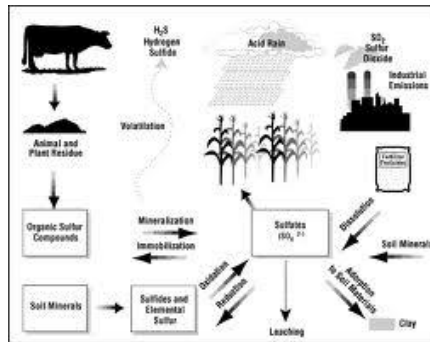 H₂S
Hydrogen
Sulfide
Acid Rain
SO₂
Sulfur
Dioxide
Industrial
Emissions
Volatilation
Animal and
Plant Residue
Organic Sulfur
Compounds
Mineralization
Immobilization
Sulfates
(SO₄ ²⁻)
Dissolution
Soil Minerals
Oxidation
Reduction
Adsorption
to Soil Materials
Soil Minerals
Sulfides and
Elemental
Sulfur
Leaching
Clay